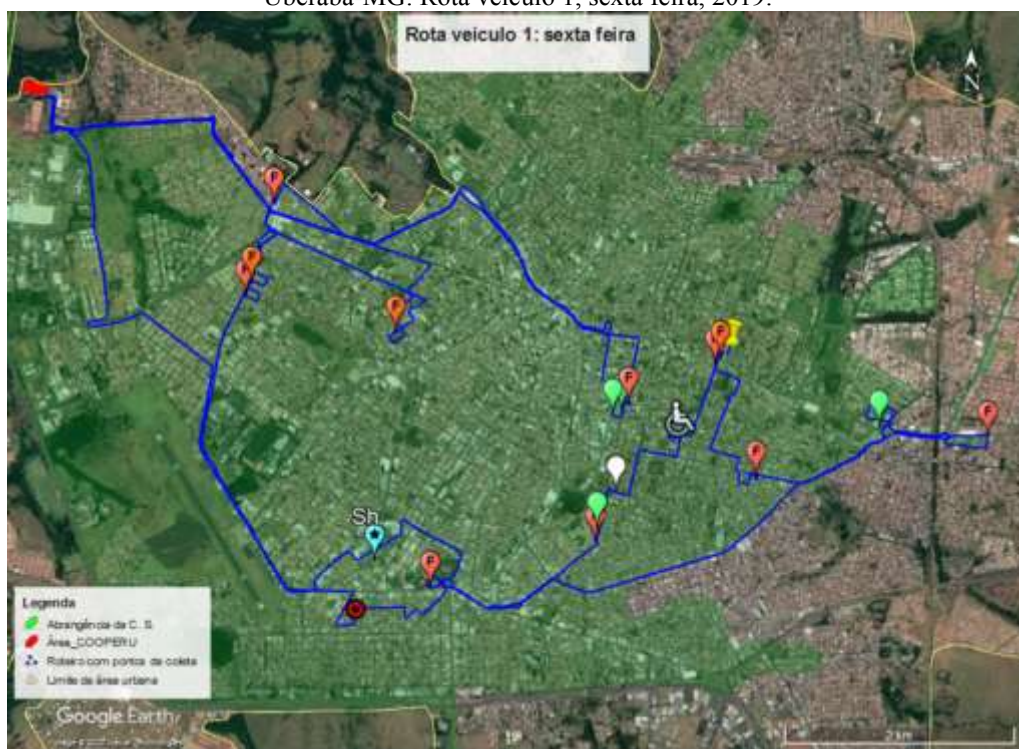 Uberaba-MG. Rota veículo 1, sexta feira, 2019.
Rota veiculo 1: sexta feira
N
F
F
F
F
F
F
F
F
F
Sh
F
Legenda
Abrangência da C. S.
Área_COOPERU
Roteiro com pontos de coleta
Limite da área urbana
Google Earth
2 km